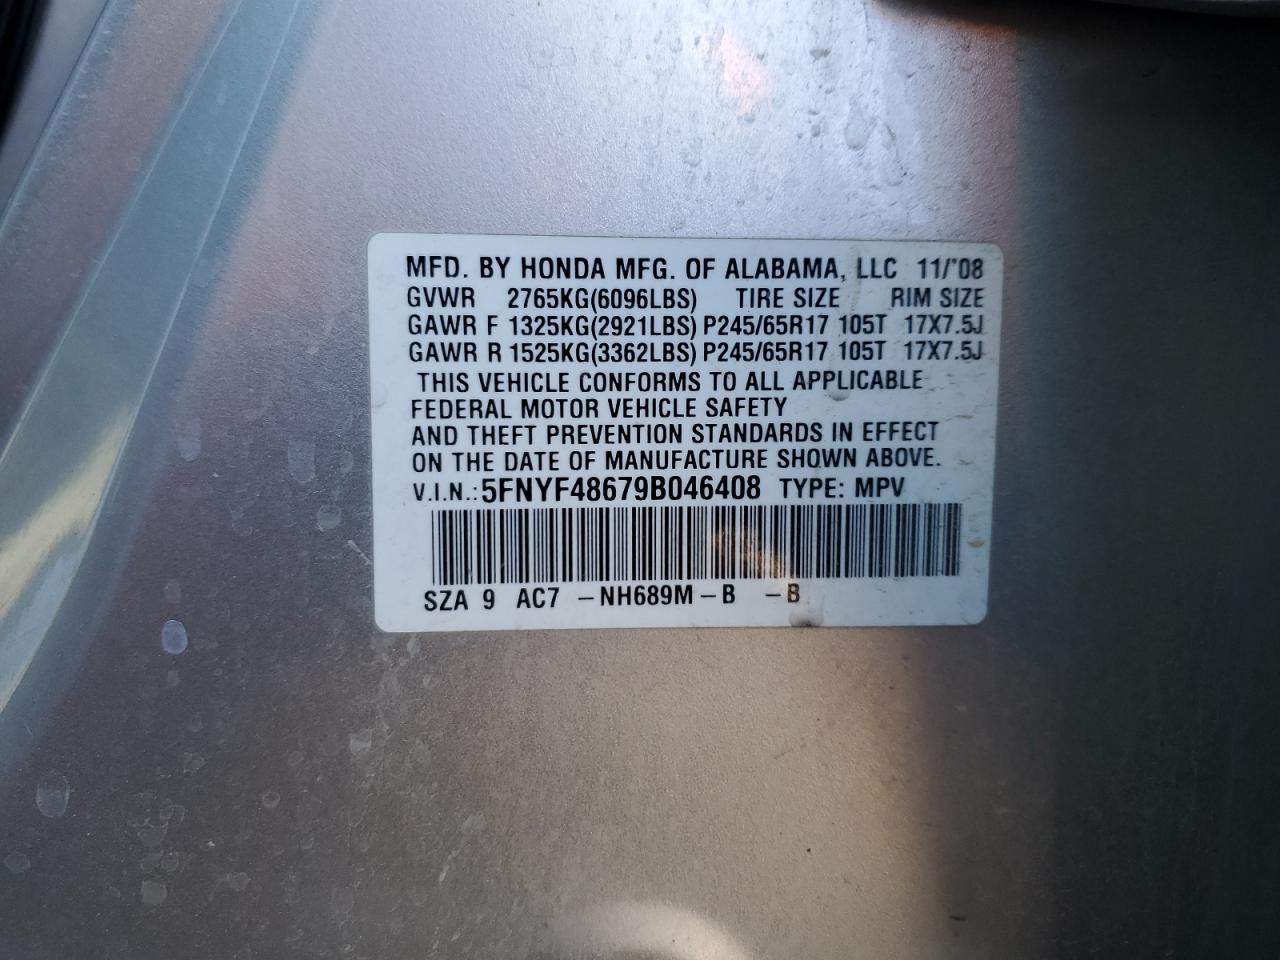 MFD. BY HONDA MFG. OF ALABAMA, LLC 11/'08
GVWR 2765KG(6096LBS) TIRE SIZE RIM SIZE
GAWR F 1325KG(2921LBS) P245/65R17 105T 17X7.5J
GAWR R 1525KG(3362LBS) P245/65R17 105T 17X7.5J
THIS VEHICLE CONFORMS TO ALL APPLICABLE
FEDERAL MOTOR VEHICLE SAFETY
AND THEFT PREVENTION STANDARDS IN EFFECT
ON THE DATE OF MANUFACTURE SHOWN ABOVE.
V.I.N.: 5FNYF48679B046408 TYPE: MPV
SZA 9 AC7 -NH689M-B -B